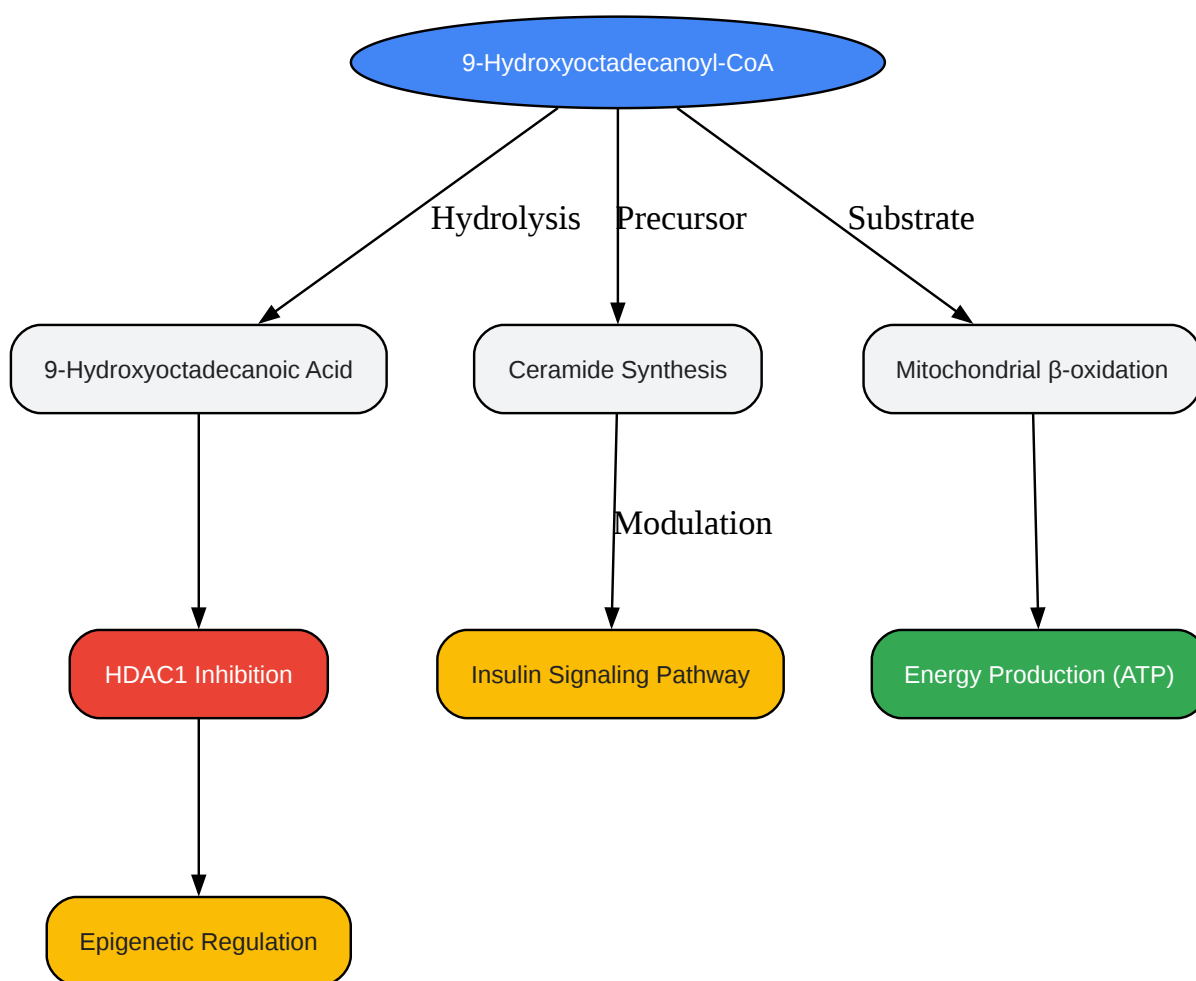 9-Hydroxyoctadecanoyl-CoA
Hydrolysis
Precursor
Substrate
9-Hydroxyoctadecanoic Acid
Ceramide Synthesis
Mitochondrial β-oxidation
Modulation
HDAC1 Inhibition
Insulin Signaling Pathway
Energy Production (ATP)
Epigenetic Regulation